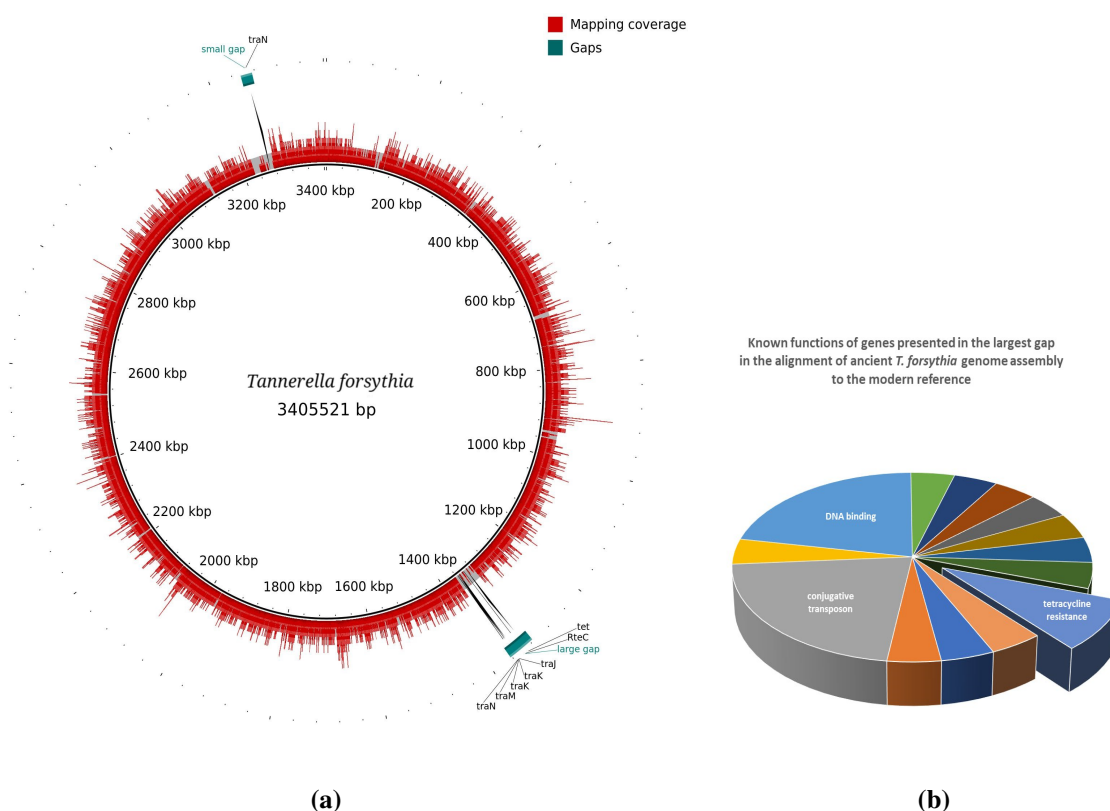 Mapping coverage
Gaps
traN
small gap
3400 kbp
200 kbp
400 kbp
600 kbp
800 kbp
1000 kbp
1200 kbp
1400 kbp
1600 kbp
1800 kbp
2000 kbp
2200 kbp
2400 kbp
2600 kbp
2800 kbp
3000 kbp
3200 kbp
Tannerella forsythia
3405521 bp
tet
RteC
large gap
traJ
traK
traK
traM
traN
(a)
Known functions of genes presented in the largest gap
in the alignment of ancient T. forsythia genome assembly
to the modern reference
DNA binding
conjugative
transposon
tetracycline
resistance
(b)